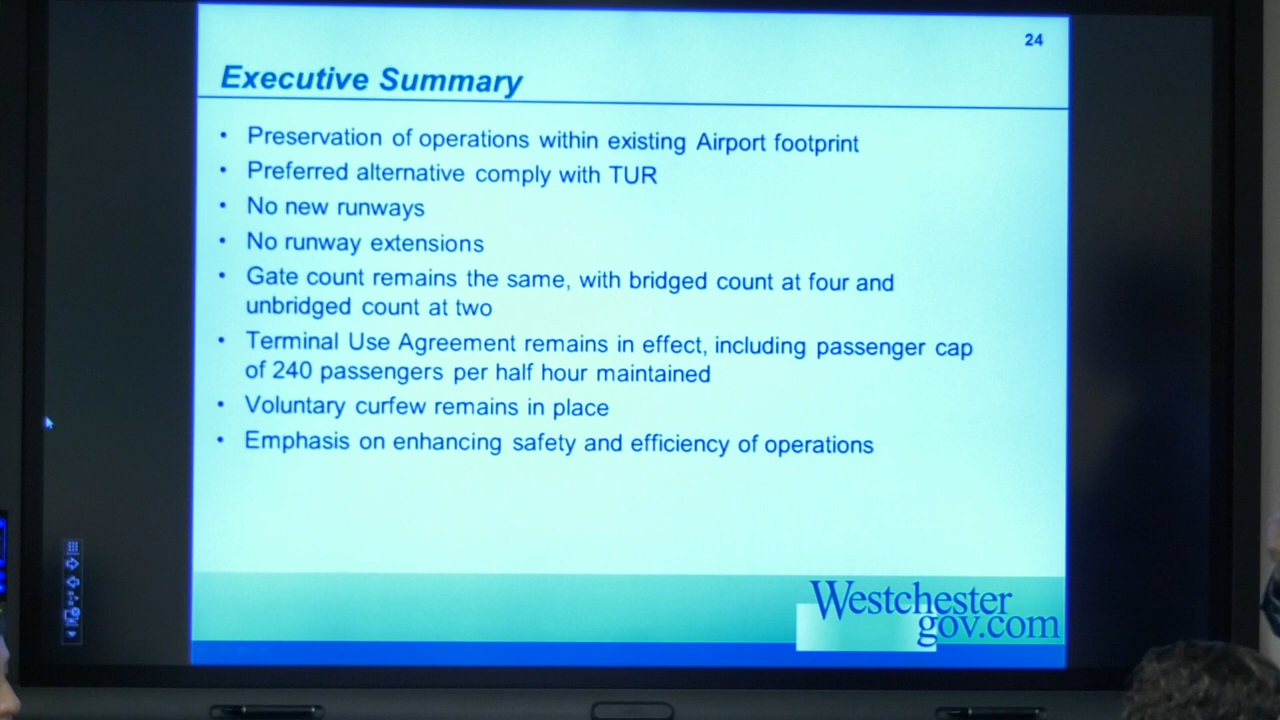 24
Executive Summary
• Preservation of operations within existing Airport footprint
• Preferred alternative comply with TUR
• No new runways
• No runway extensions
• Gate count remains the same, with bridged count at four and
unbridged count at two
• Terminal Use Agreement remains in effect, including passenger cap
of 240 passengers per half hour maintained
• Voluntary curfew remains in place
• Emphasis on enhancing safety and efficiency of operations
Westchester
gov.com